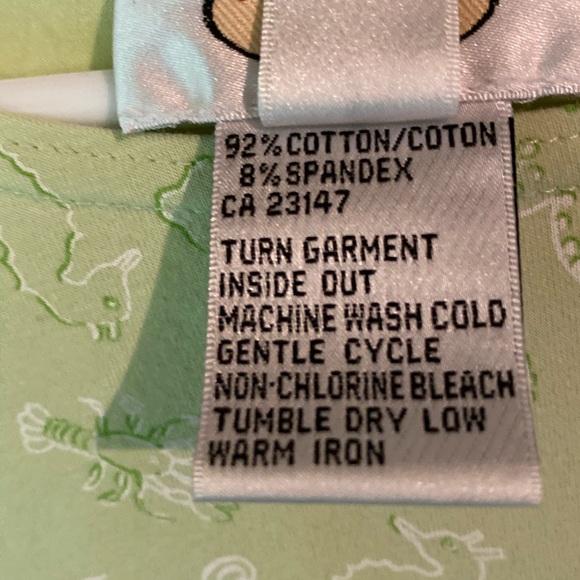 92% COTTON/COTON
8% SPANDEX
CA 23147
TURN GARMENT
INSIDE OUT
MACHINE WASH COLD
GENTLE CYCLE
NON-CHLORINE BLEACH
TUMBLE DRY LOW
WARM IRON